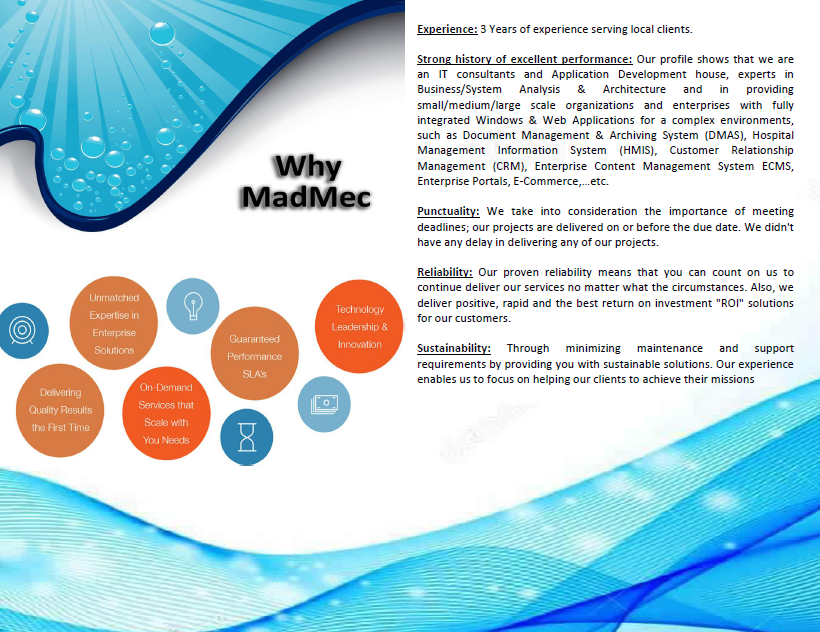 Why
MadMec
Unmatched
Expertise in
Enterprise
Solutions
Technology
Leadership &
Innovation
Guaranteed
Performance
SLA's
Delivering
Quality Results
the First Time
On-Demand
Services that
Scale with
You Needs
Experience: 3 Years of experience serving local clients.
Strong history of excellent performance: Our profile shows that we are
an IT consultants and Application Development house, experts in
Business/System Analysis & Architecture and in providing
small/medium/large scale organizations and enterprises with fully
integrated Windows & Web Applications for a complex environments,
such as Document Management & Archiving System (DMAS), Hospital
Management Information System (HMIS), Customer Relationship
Management (CRM), Enterprise Content Management System ECMS,
Enterprise Portals, E-Commerce,...etc.
Punctuality: We take into consideration the importance of meeting
deadlines; our projects are delivered on or before the due date. We didn't
have any delay in delivering any of our projects.
Reliability: Our proven reliability means that you can count on us to
continue deliver our services no matter what the circumstances. Also, we
deliver positive, rapid and the best return on investment "ROI" solutions
for our customers.
Sustainability: Through minimizing maintenance and support
requirements by providing you with sustainable solutions. Our experience
enables us to focus on helping our clients to achieve their missions